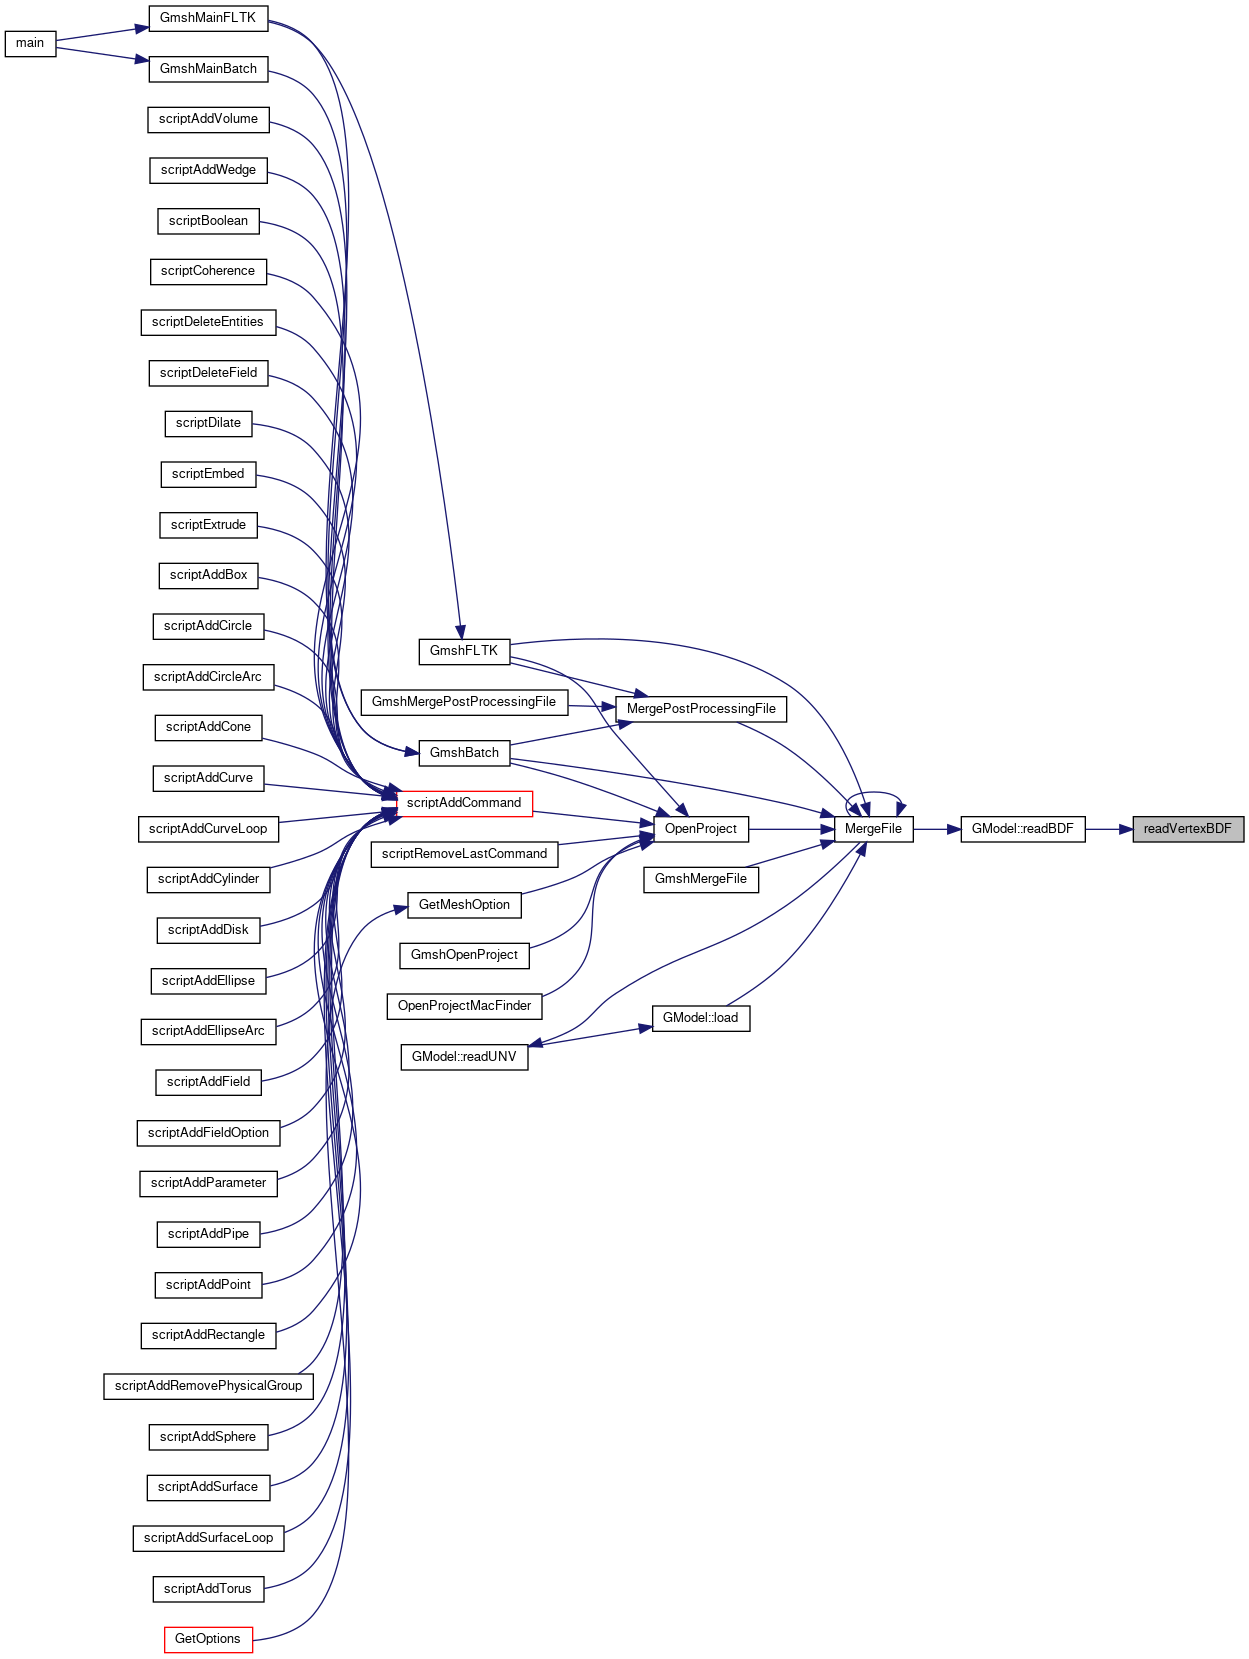 GmshMainFLTK
main
GmshMainBatch
scriptAddVolume
scriptAddWedge
scriptBoolean
scriptCoherence
scriptDeleteEntities
scriptDeleteField
scriptDilate
scriptEmbed
scriptExtrude
scriptAddBox
scriptAddCircle
scriptAddCircleArc
scriptAddCone
scriptAddCurve
scriptAddCurveLoop
scriptAddCylinder
scriptAddDisk
scriptAddEllipse
scriptAddEllipseArc
scriptAddField
scriptAddFieldOption
scriptAddParameter
scriptAddPipe
scriptAddPoint
scriptAddRectangle
scriptAddRemovePhysicalGroup
scriptAddSphere
scriptAddSurface
scriptAddSurfaceLoop
scriptAddTorus
GetOptions
GmshFLTK
GmshMergePostProcessingFile
GmshBatch
scriptAddCommand
scriptRemoveLastCommand
GetMeshOption
GmshOpenProject
OpenProjectMacFinder
GModel::readUNV
MergePostProcessingFile
OpenProject
GmshMergeFile
GModel::load
MergeFile
GModel::readBDF
readVertexBDF